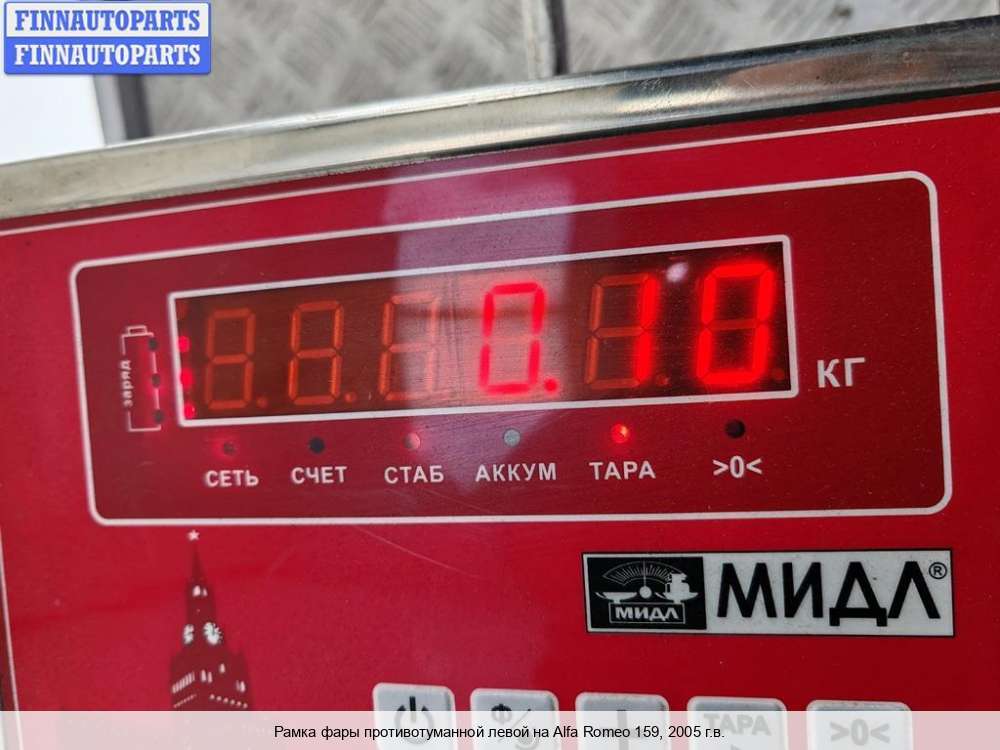 FINNAUTOPARTS
FINNAUTOPARTS
0.10
КГ
заряд
СЕТЬ СЧЕТ СТАБ АККУМ ТАРА >0<
МИДЛ МИДЛ®
ТАРА >0<
Рамка фары противотуманной левой на Alfa Romeo 159, 2005 г.в.